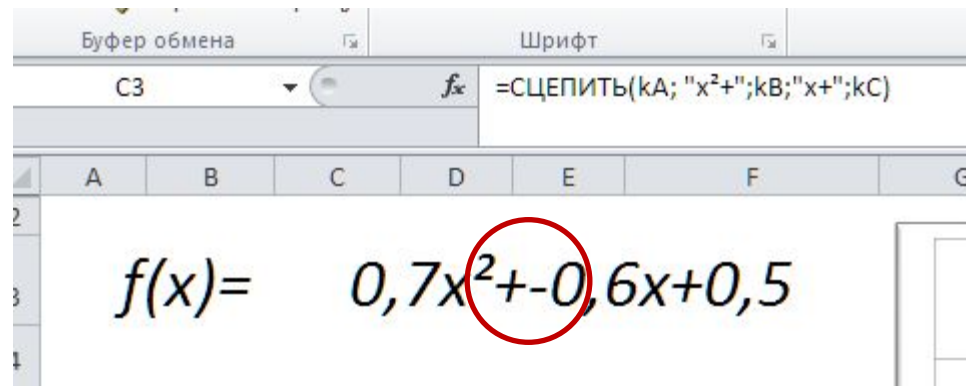 Буфер обмена Шрифт
C3 fx =СЦЕПИТЬ(kA; "x²+";kB;"x+";kC)
A B C D E F G
2
3 f(x)= 0,7x²+-0,6x+0,5
4